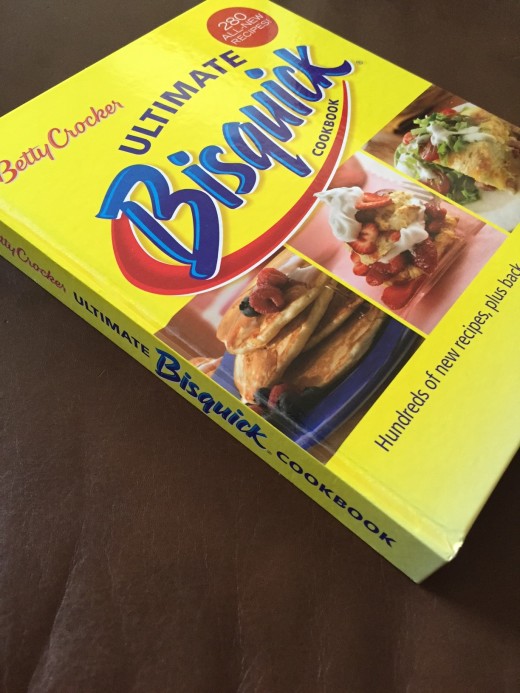 280
ALL-NEW
RECIPES!
Betty Crocker
ULTIMATE
Bisquick®
COOKBOOK
Hundreds of new recipes, plus back
Betty Crocker ULTIMATE Bisquick COOKBOOK